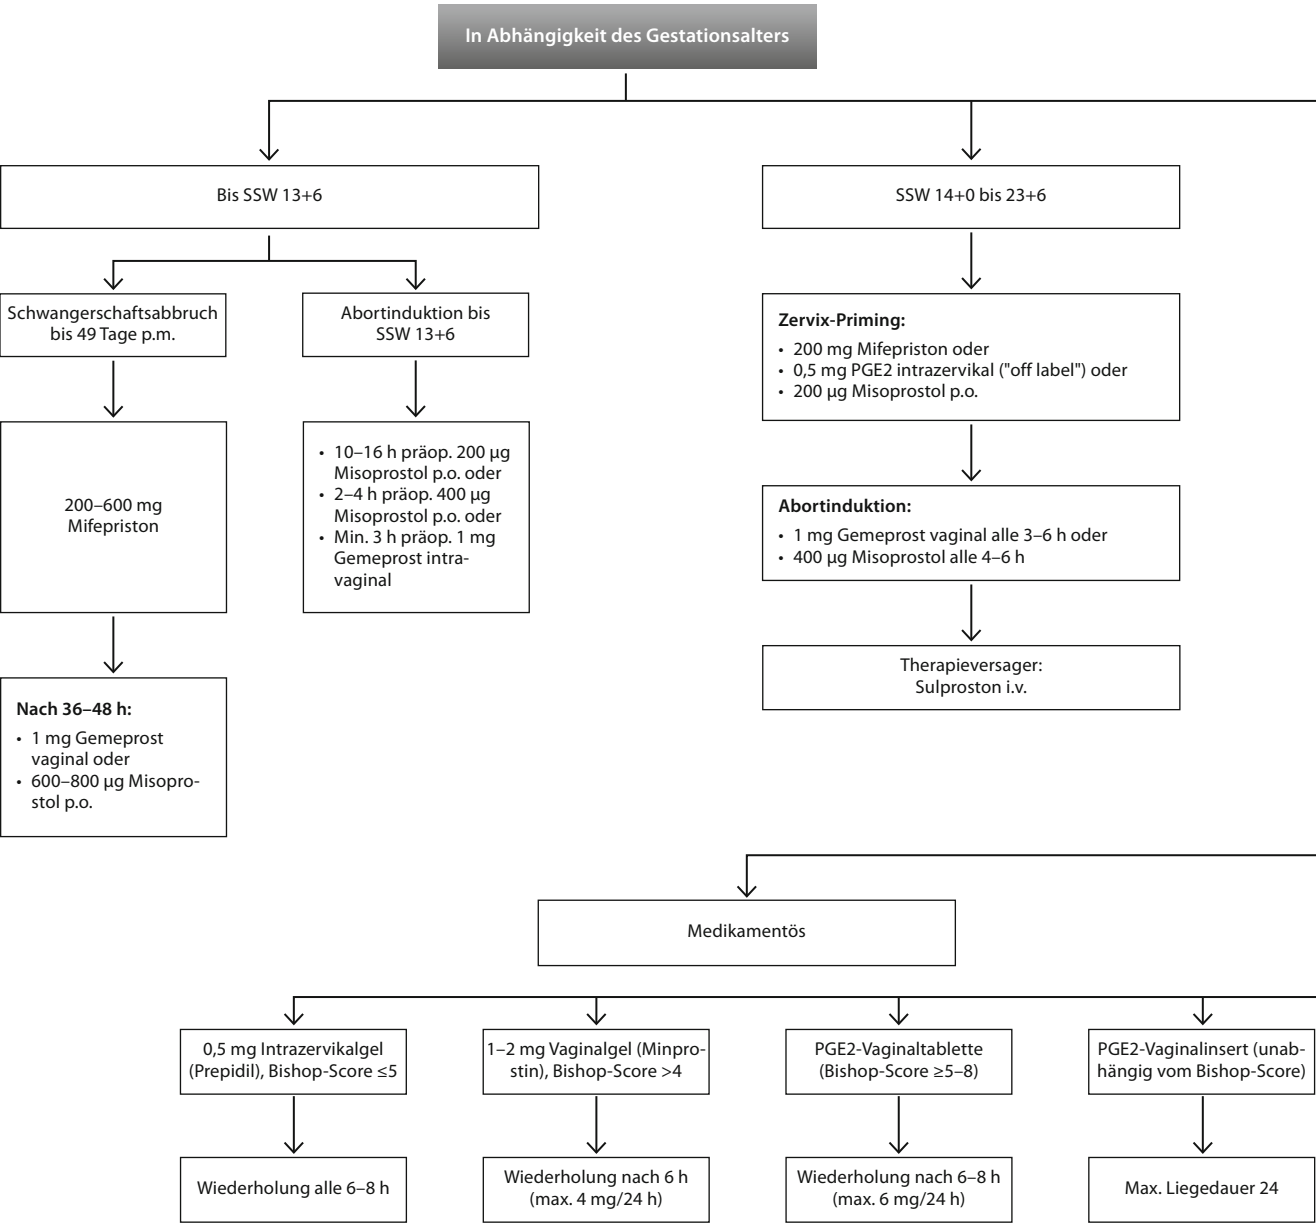 In Abhängigkeit des Gestationsalters
Bis SSW 13+6
SSW 14+0 bis 23+6
Schwangerschaftsabbruch
bis 49 Tage p.m.
Abortinduktion bis
SSW 13+6
Zervix-Priming:
• 200 mg Mifepriston oder
• 0,5 mg PGE2 intrazervikal ("off label") oder
• 200 µg Misoprostol p.o.
200–600 mg
Mifepriston
• 10–16 h präop. 200 µg
Misoprostol p.o. oder
• 2–4 h präop. 400 µg
Misoprostol p.o. oder
• Min. 3 h präop. 1 mg
Gemeprost intra-
vaginal
Abortinduktion:
• 1 mg Gemeprost vaginal alle 3–6 h oder
• 400 µg Misoprostol alle 4–6 h
Therapieversager:
Sulproston i.v.
Nach 36–48 h:
• 1 mg Gemeprost
vaginal oder
• 600–800 µg Misopro-
stol p.o.
Medikamentös
0,5 mg Intrazervikalgel
(Prepidil), Bishop-Score ≤5
1–2 mg Vaginalgel (Minpro-
stin), Bishop-Score >4
PGE2-Vaginaltablette
(Bishop-Score ≥5–8)
PGE2-Vaginalinsert (unab-
hängig vom Bishop-Score)
Wiederholung alle 6–8 h
Wiederholung nach 6 h
(max. 4 mg/24 h)
Wiederholung nach 6–8 h
(max. 6 mg/24 h)
Max. Liegedauer 24